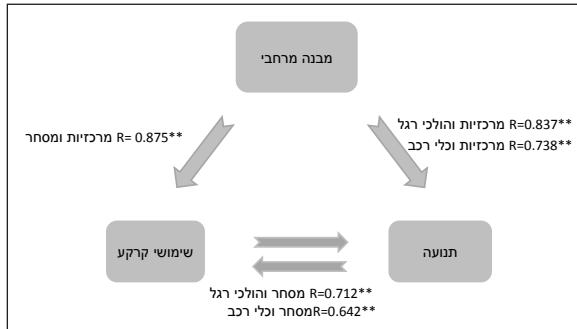 מבנה מרחבי
מרכזיות והולכי רגל R=0.837**
מרכזיות וכלי רכב R=0.738**
מרכזיות ומסחר R= 0.875**
תנועה
שימושי קרקע
מסחר והולכי רגל R=0.712**
מסחר וכלי רכבR=0.642**